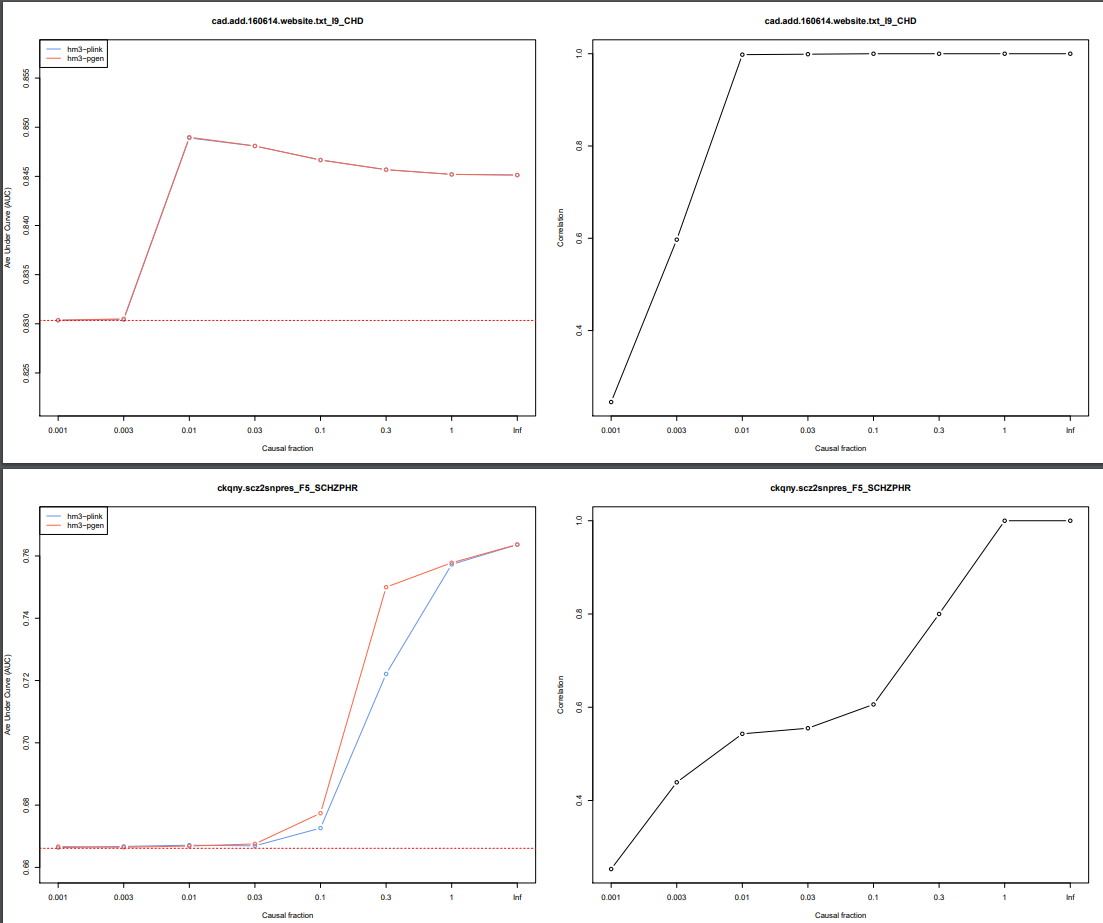 cad.add.160614.website.txt_I9_CHD
hm3−plink
hm3−pgen
0.855
0.850
0.845
0.840
0.835
0.830
0.825
Are Under Curve (AUC)
0.001 0.003 0.01 0.03 0.1 0.3 1 Inf
Causal fraction
cad.add.160614.website.txt_I9_CHD
1.0
0.8
0.6
0.4
Correlation
0.001 0.003 0.01 0.03 0.1 0.3 1 Inf
Causal fraction
ckqny.scz2snpres_F5_SCHZPHR
hm3−plink
hm3−pgen
0.76
0.74
0.72
0.70
0.68
0.66
Are Under Curve (AUC)
0.001 0.003 0.01 0.03 0.1 0.3 1 Inf
Causal fraction
ckqny.scz2snpres_F5_SCHZPHR
1.0
0.8
0.6
0.4
Correlation
0.001 0.003 0.01 0.03 0.1 0.3 1 Inf
Causal fraction